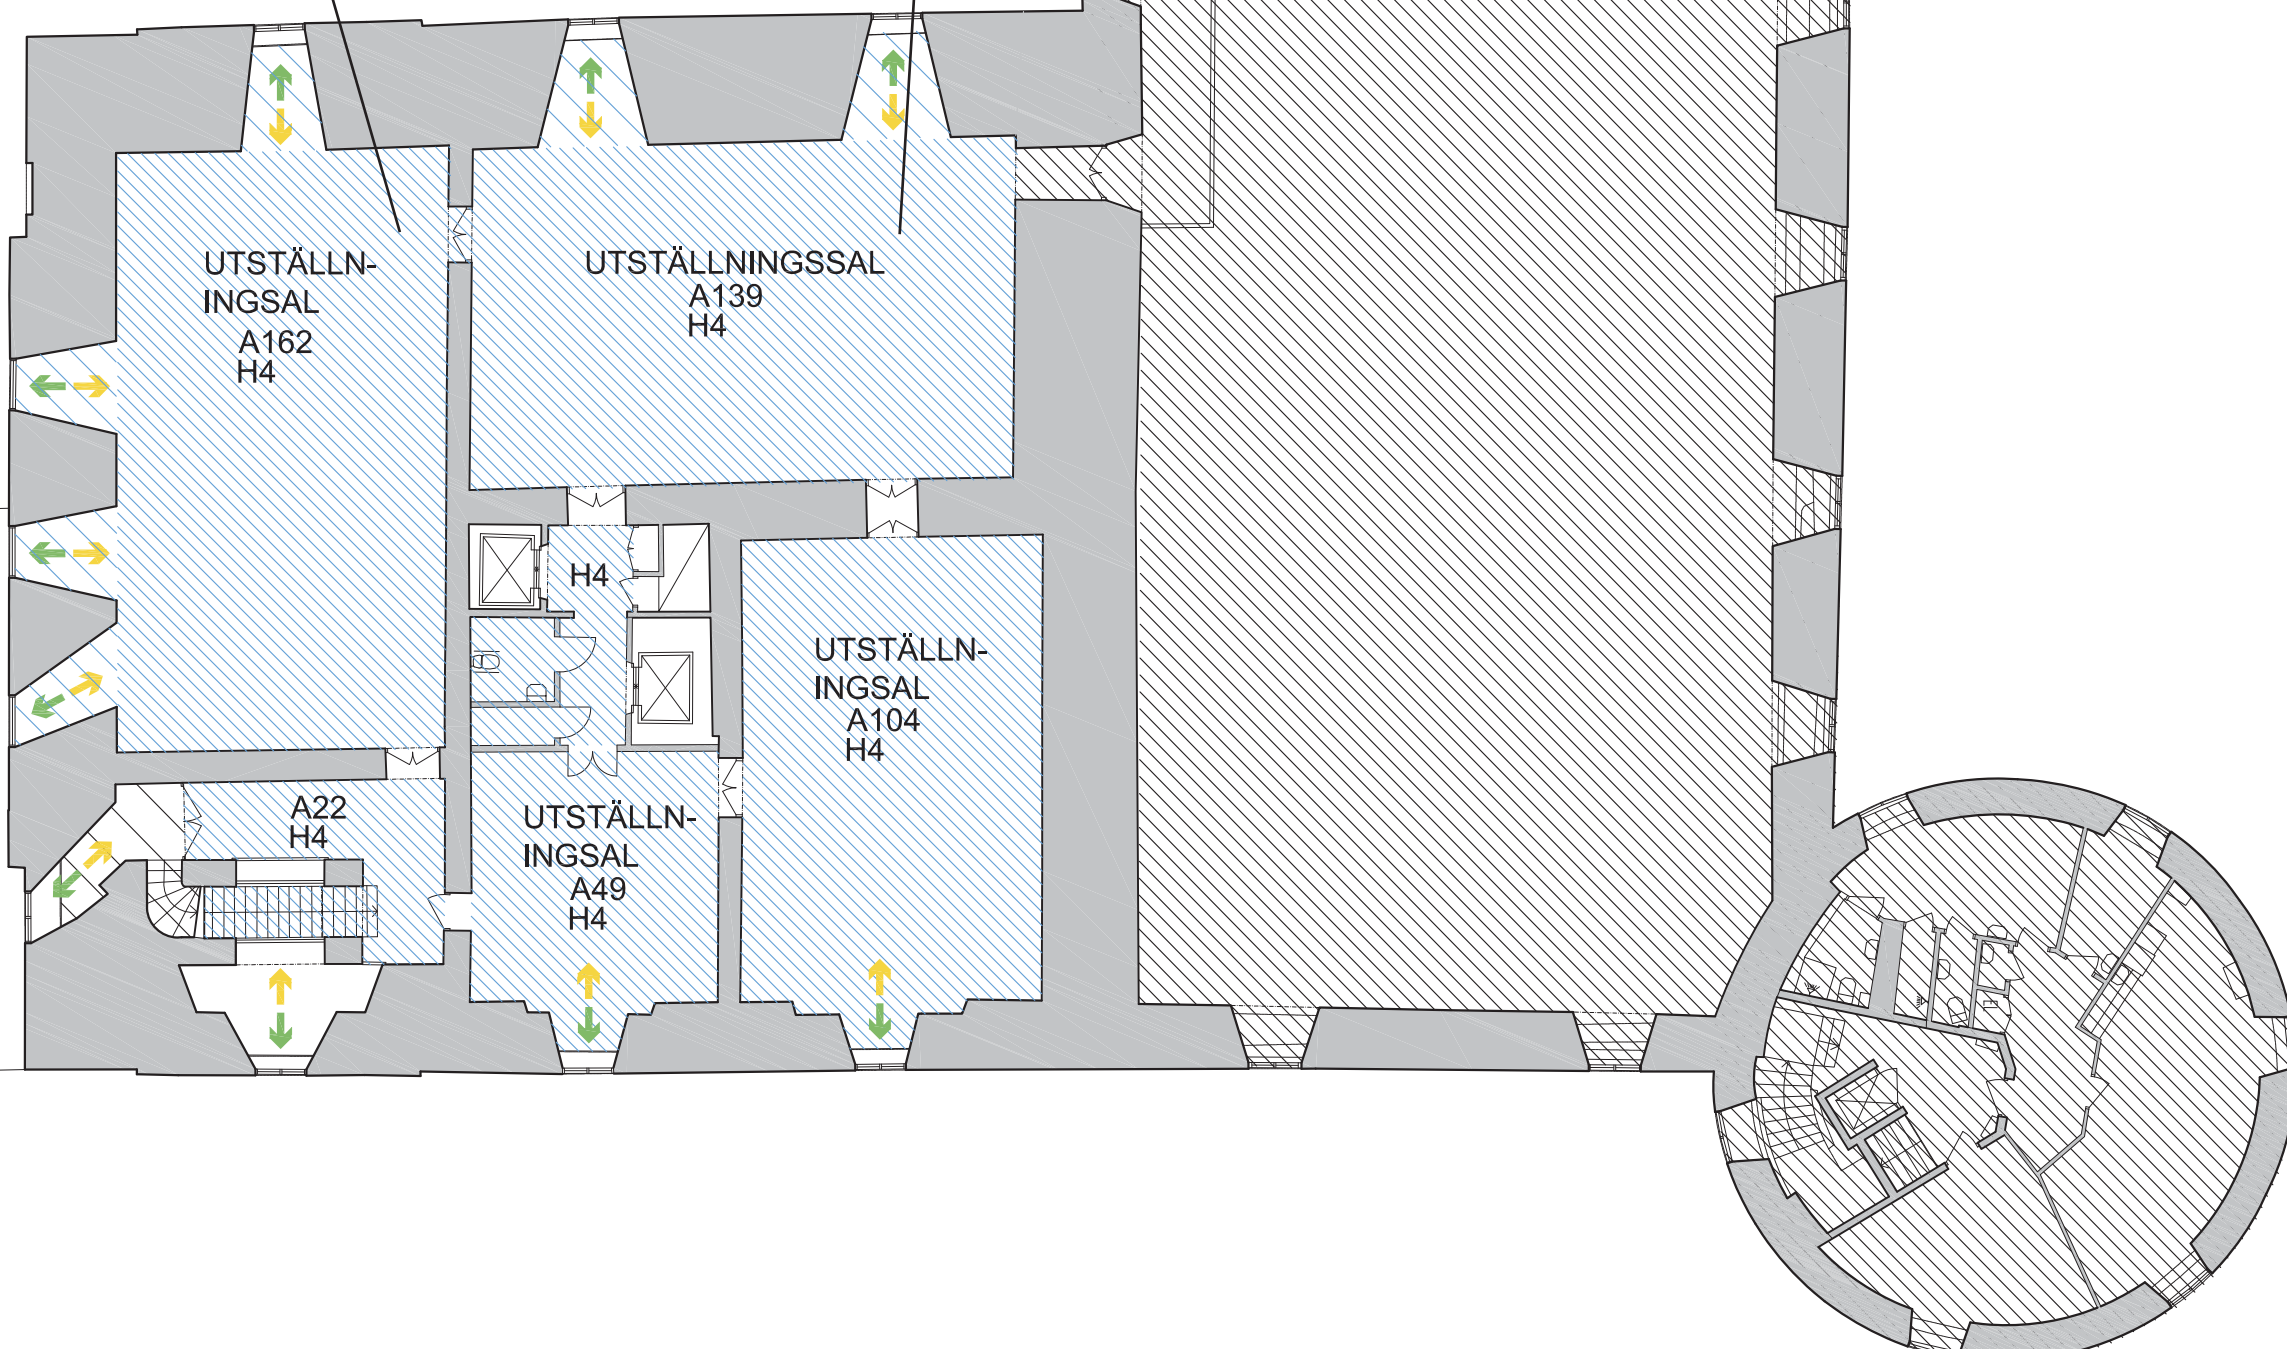 UTSTÄLLN-
INGSAL
A162
H4
UTSTÄLLNINGSSAL
A139
H4
H4
UTSTÄLLN-
INGSAL
A104
H4
A22
H4
UTSTÄLLN-
INGSAL
A49
H4